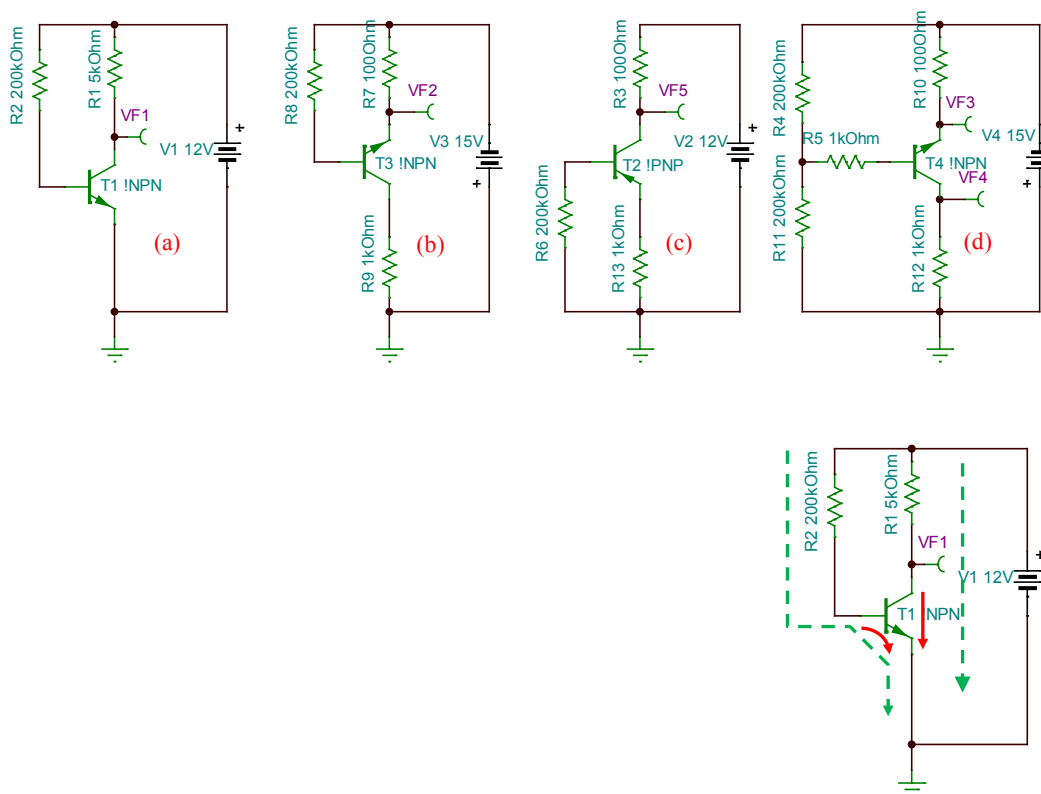 R2 200kOhm
R1 5kOhm
VF1
V1 12V
+
T1 !NPN
(a)
R8 200kOhm
R7 100Ohm
VF2
V3 15V
+
T3 !NPN
R9 1kOhm
(b)
R3 100Ohm
VF5
V2 12V
+
T2 !PNP
R6 200kOhm
R13 1kOhm
(c)
R4 200kOhm
R10 100Ohm
VF3
V4 15V
+
R5 1kOhm
T4 !NPN
VF4
R11 200kOhm
R12 1kOhm
(d)
R2 200kOhm
R1 5kOhm
VF1
V1 12V
+
T1 NPN